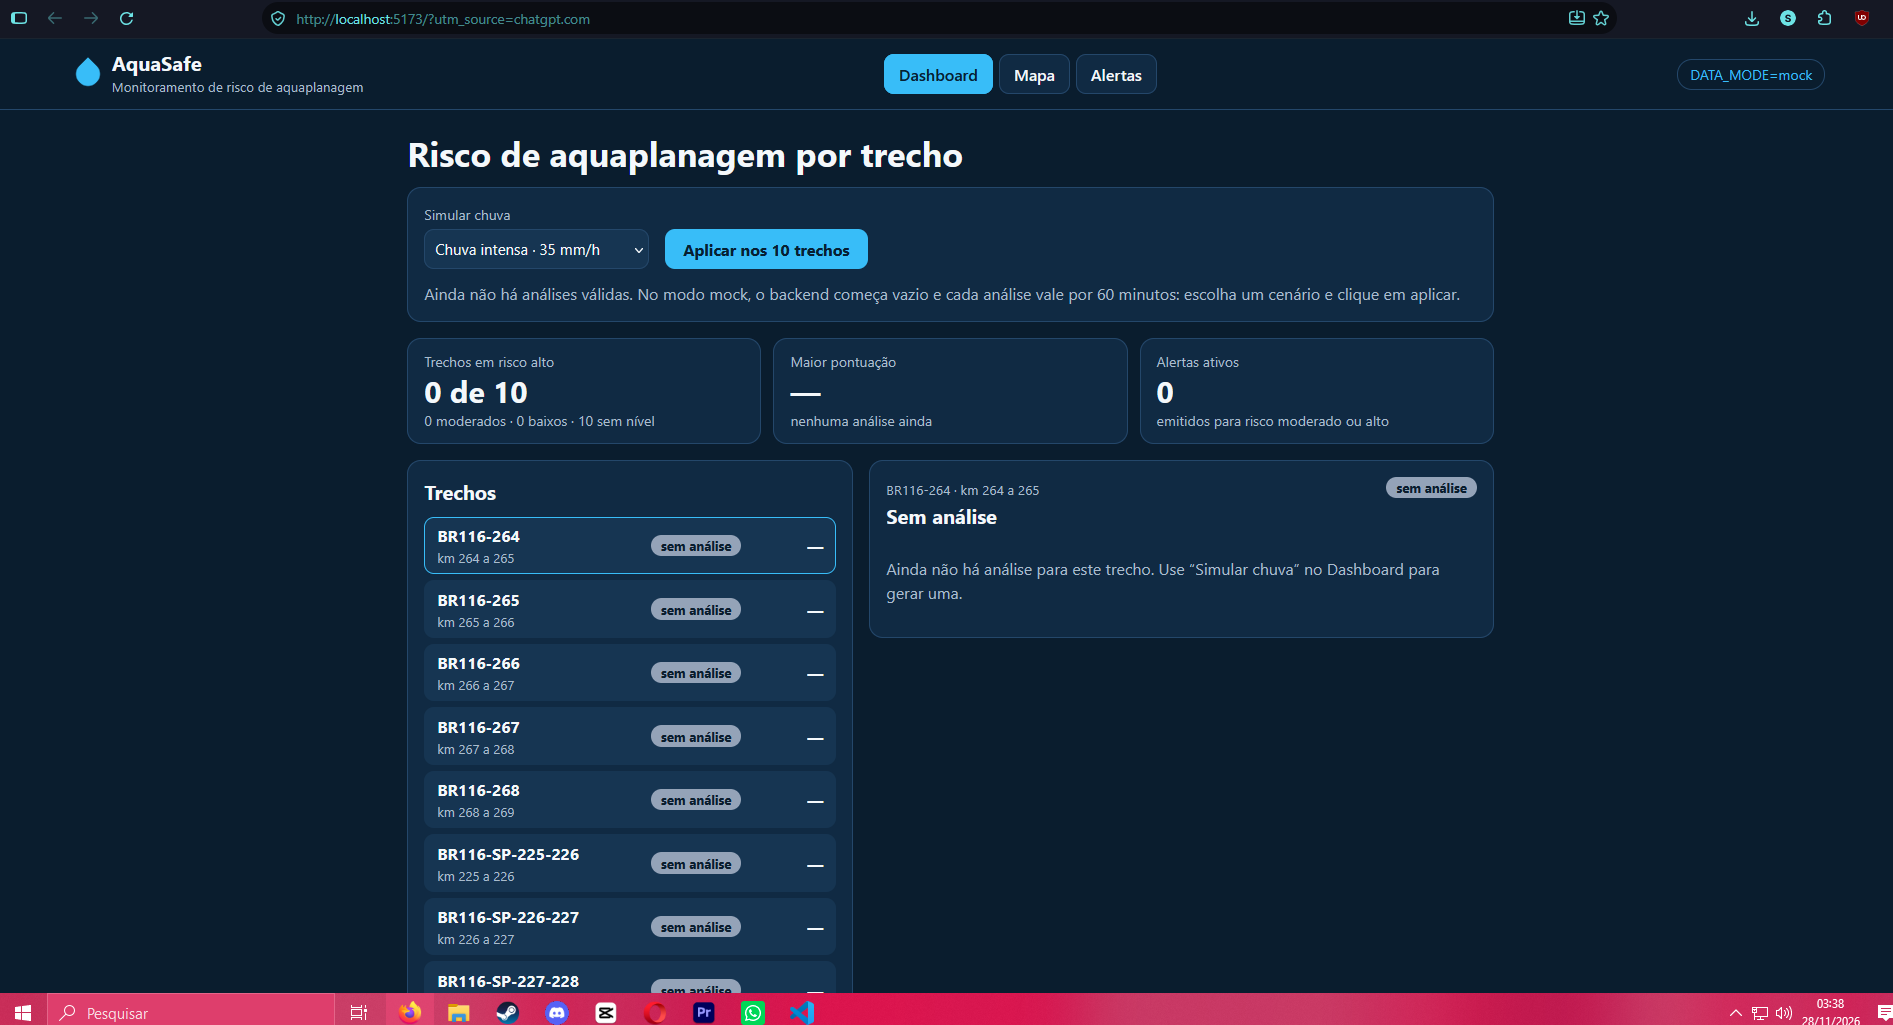 http://localhost:5173/?utm_source=chatgpt.com
S
AquaSafe
Monitoramento de risco de aquaplanagem
Dashboard
Mapa
Alertas
DATA_MODE=mock
Risco de aquaplanagem por trecho
Simular chuva
Chuva intensa · 35 mm/h
Aplicar nos 10 trechos
Ainda não há análises válidas. No modo mock, o backend começa vazio e cada análise vale por 60 minutos: escolha um cenário e clique em aplicar.
Trechos em risco alto
0 de 10
0 moderados · 0 baixos · 10 sem nível
Maior pontuação
—
nenhuma análise ainda
Alertas ativos
0
emitidos para risco moderado ou alto
Trechos
BR116-264
km 264 a 265
sem análise
—
BR116-265
km 265 a 266
sem análise
—
BR116-266
km 266 a 267
sem análise
—
BR116-267
km 267 a 268
sem análise
—
BR116-268
km 268 a 269
sem análise
—
BR116-SP-225-226
km 225 a 226
sem análise
—
BR116-SP-226-227
km 226 a 227
sem análise
—
BR116-SP-227-228
sem análise
—
BR116-264 · km 264 a 265
sem análise
Sem análise
Ainda não há análise para este trecho. Use “Simular chuva” no Dashboard para
gerar uma.
Pesquisar
Pr
03:38
28/11/2026